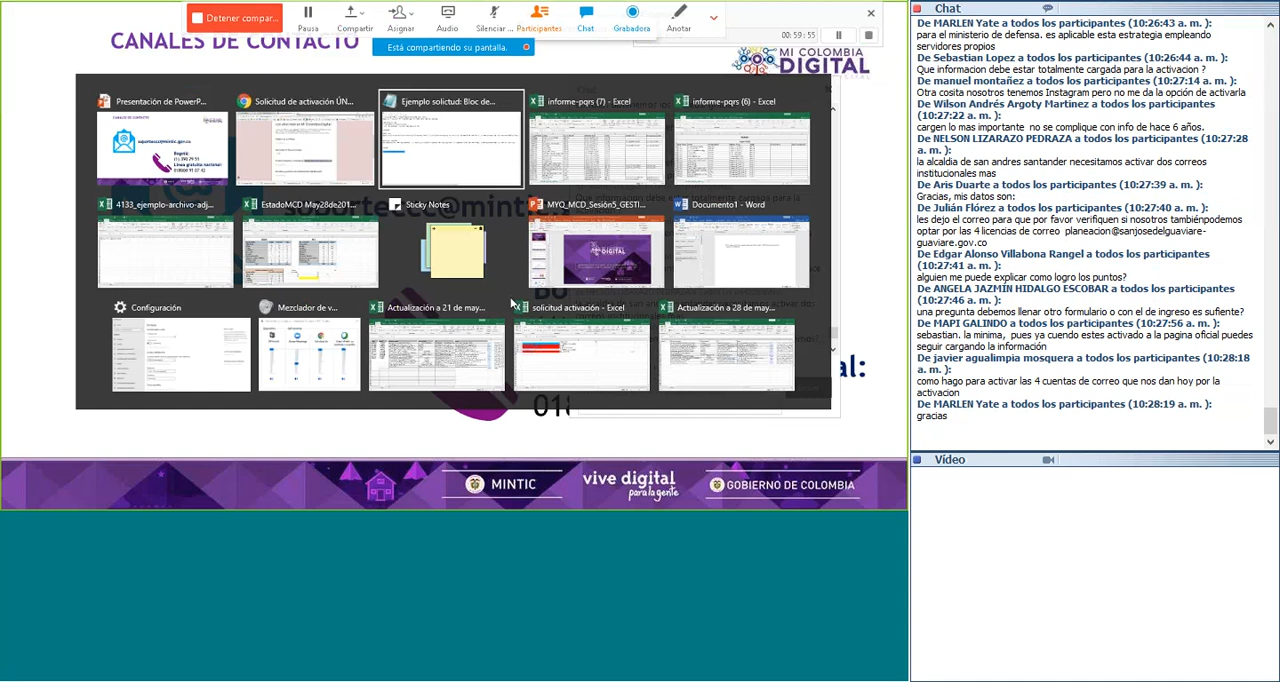 Detener compar...
Pausa
Compartir
Asignar
Audio
Silenciar ...
Participantes
Chat
Grabadora
Anotar
Está compartiendo su pantalla.
00:59:55
CANALES DE CONTACTO
MI COLOMBIA
DIGITAL
Presentación de PowerP...
Solicitud de activación ÚN...
Ejemplo solictud: Bloc de...
informe-pqrs (7) - Excel
informe-pqrs (6) - Excel
4133_ejemplo-archivo-adj...
EstadoMCD May28de201...
Sticky Notes
MYQ_MCD_Sesión5_GESTI...
Documento1 - Word
Configuración
Mezclador de v...
Actualización a 21 de may...
solicitud activación - Excel
Actualización a 28 de may...
al:
018
MINTIC
vive digital
para la gente
GOBIERNO DE COLOMBIA
Chat
De MARLEN Yate a todos los participantes (10:26:43 a. m.):
para el ministerio de defensa. es aplicable esta estrategia empleando
servidores propios
De Sebastian Lopez a todos los participantes (10:26:44 a. m.):
Que informacion debe estar totalmente cargada para la activacion ?
De manuel montañez a todos los participantes (10:27:14 a. m.):
Otra cosita nosotros tenemos Instagram pero no me da la opción de activarla
De Wilson Andrés Argoty Martinez a todos los participantes
(10:27:22 a. m.):
cargen lo mas importante  no se complique con info de hace 6 años.
De NELSON LIZARAZO PEDRAZA a todos los participantes (10:27:28
a. m.):
la alcaldia de san andres santander necesitamos activar dos correos
institucionales mas
De Aris Duarte a todos los participantes (10:27:39 a. m.):
Gracias, mis datos son:
De Julián Flórez a todos los participantes (10:27:40 a. m.):
les dejo el correo para que por favor verifiquen si nosotros tambiénpodemos
optar por las 4 licencias de correo  planeacion@sanjosedelguaviare-
guaviare.gov.co
De Edgar Alonso Villabona Rangel a todos los participantes
(10:27:41 a. m.):
alguien me puede explicar como logro los puntos?
De ANGELA JAZMÍN HIDALGO ESCOBAR a todos los participantes
(10:27:46 a. m.):
una pregunta debemos llenar otro formulario o con el de ingreso es sufiente?
De MAPI GALINDO a todos los participantes (10:27:56 a. m.):
sebastian. la minima,  pues ya cuando estes activado a la pagina oficial puedes
seguir cargando la información
De javier agualimpia mosquera a todos los participantes (10:28:18
a. m.):
como hago para activar las 4 cuentas de correo que nos dan hoy por la
activacion
De MARLEN Yate a todos los participantes (10:28:19 a. m.):
gracias
Vídeo